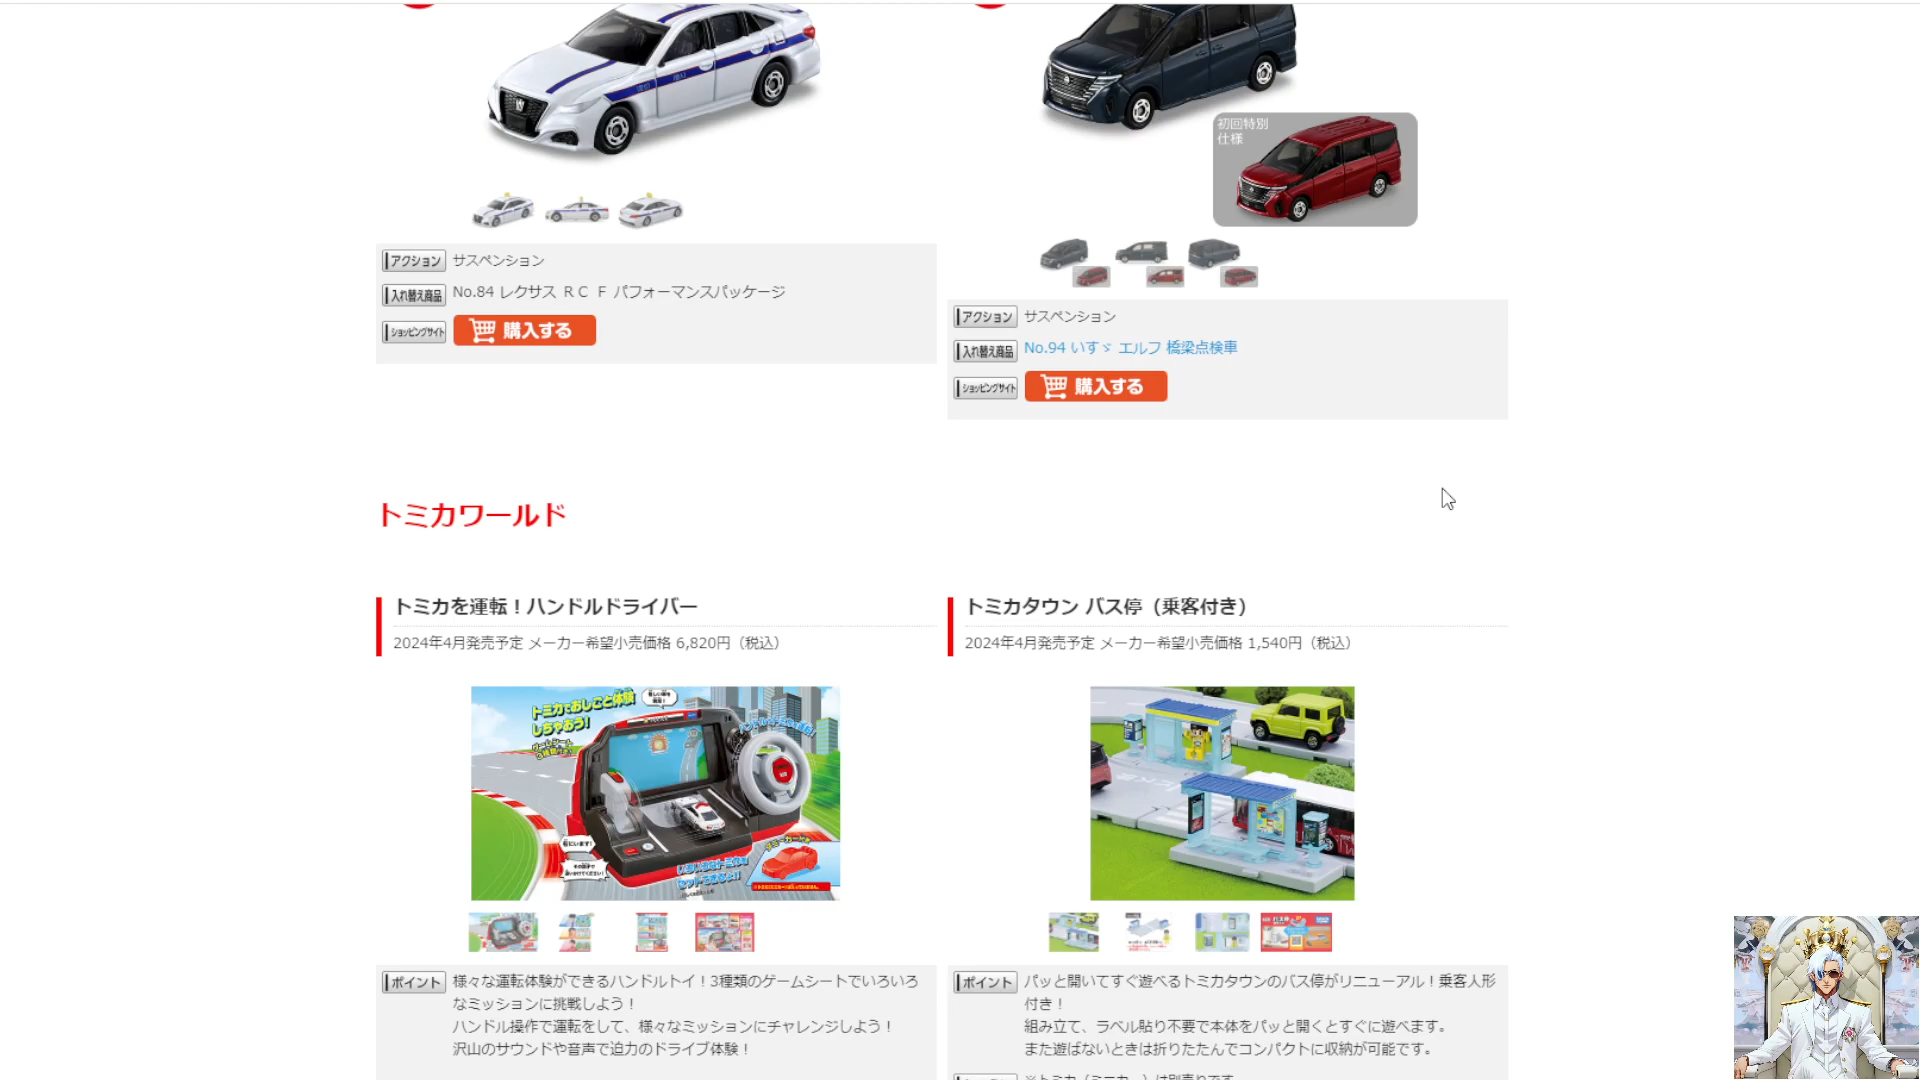 初回特別
仕様
アクション サスペンション
入れ替え商品 No.84 レクサス ＲＣ Ｆ パフォーマンスパッケージ
ショッピングサイト 購入する
アクション サスペンション
入れ替え商品 No.94 いすゞ エルフ 橋梁点検車
ショッピングサイト 購入する
トミカワールド
トミカを運転！ハンドルドライバー
2024年4月発売予定 メーカー希望小売価格 6,820円（税込）
トミカでおしごと体験
しちゃおう!
トミカタウン バス停（乗客付き）
2024年4月発売予定 メーカー希望小売価格 1,540円（税込）
ポイント 様々な運転体験ができるハンドルトイ！3種類のゲームシートでいろいろ
なミッションに挑戦しよう！
ハンドル操作で運転をして、様々なミッションにチャレンジしよう！
沢山のサウンドや音声で迫力のドライブ体験！
ポイント パッと開いてすぐ遊べるトミカタウンのバス停がリニューアル！乗客人形
付き！
組み立て、ラベル貼り不要で本体をパッと開くとすぐに遊べます。
また遊ばないときは折りたたんでコンパクトに収納が可能です。